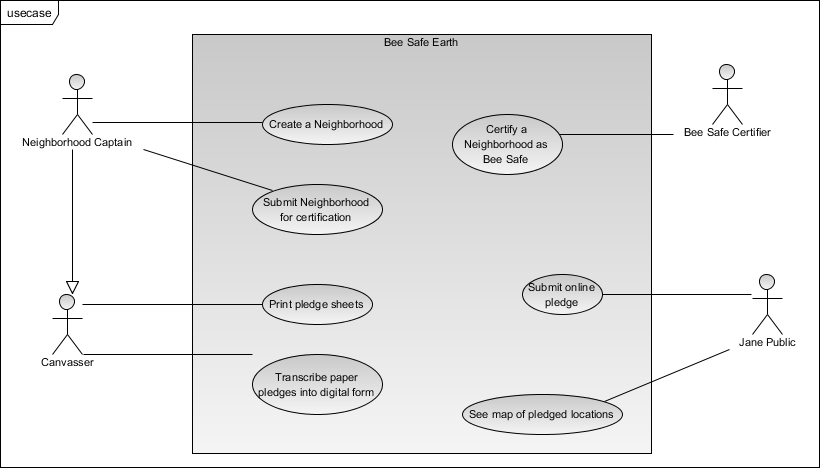 usecase
Bee Safe Earth
Neighborhood Captain
Create a Neighborhood
Certify a
Neighborhood as
Bee Safe
Bee Safe Certifier
Submit Neighborhood
for certification
Canvasser
Print pledge sheets
Submit online
pledge
Jane Public
Transcribe paper
pledges into digital form
See map of pledged locations